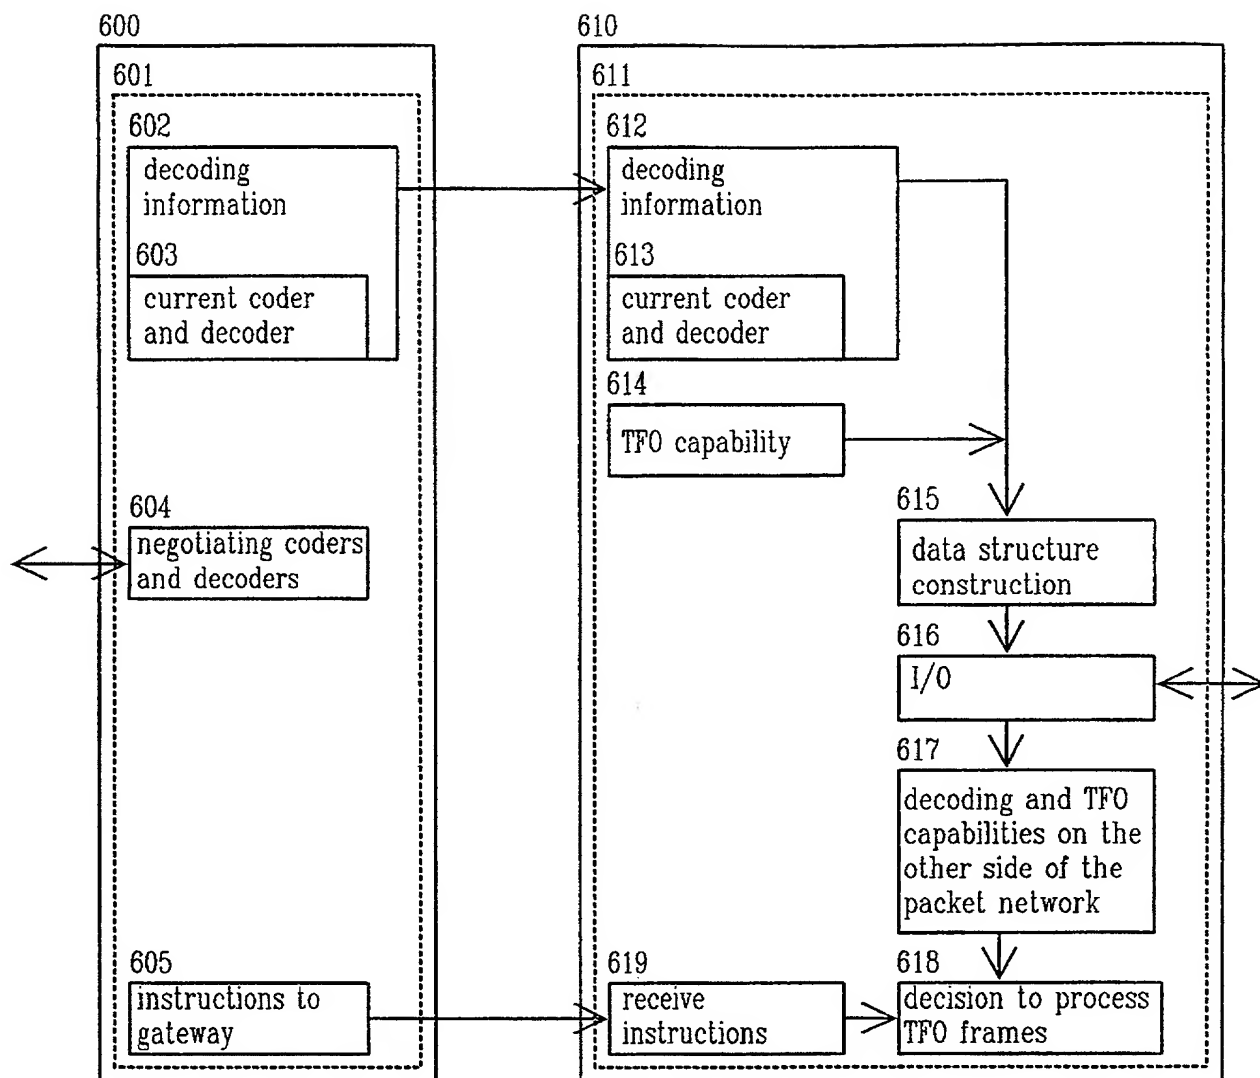 600
601
602
decoding
information
603
current coder
and decoder
604
negotiating coders
and decoders
605
instructions to
gateway
610
611
612
decoding
information
613
current coder
and decoder
614
TFO capability
615
data structure
construction
616
I/O
617
decoding and TFO
capabilities on the
other side of the
packet network
619
receive
instructions
618
decision to process
TFO frames